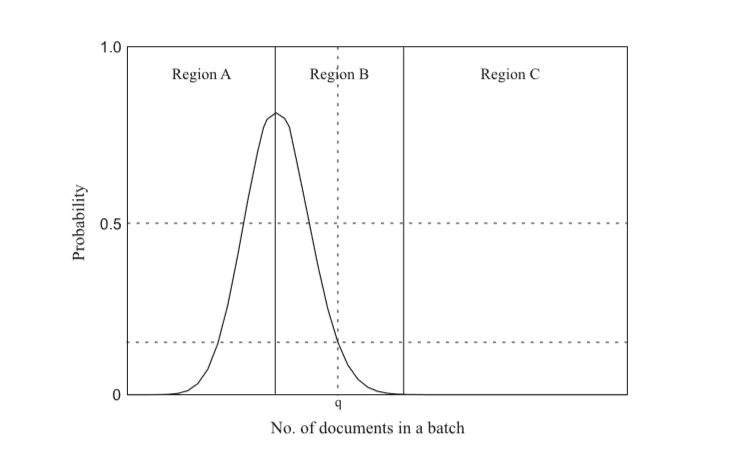 1.0
Region A
Region B
Region C
Probability
0.5
0
q
No. of documents in a batch